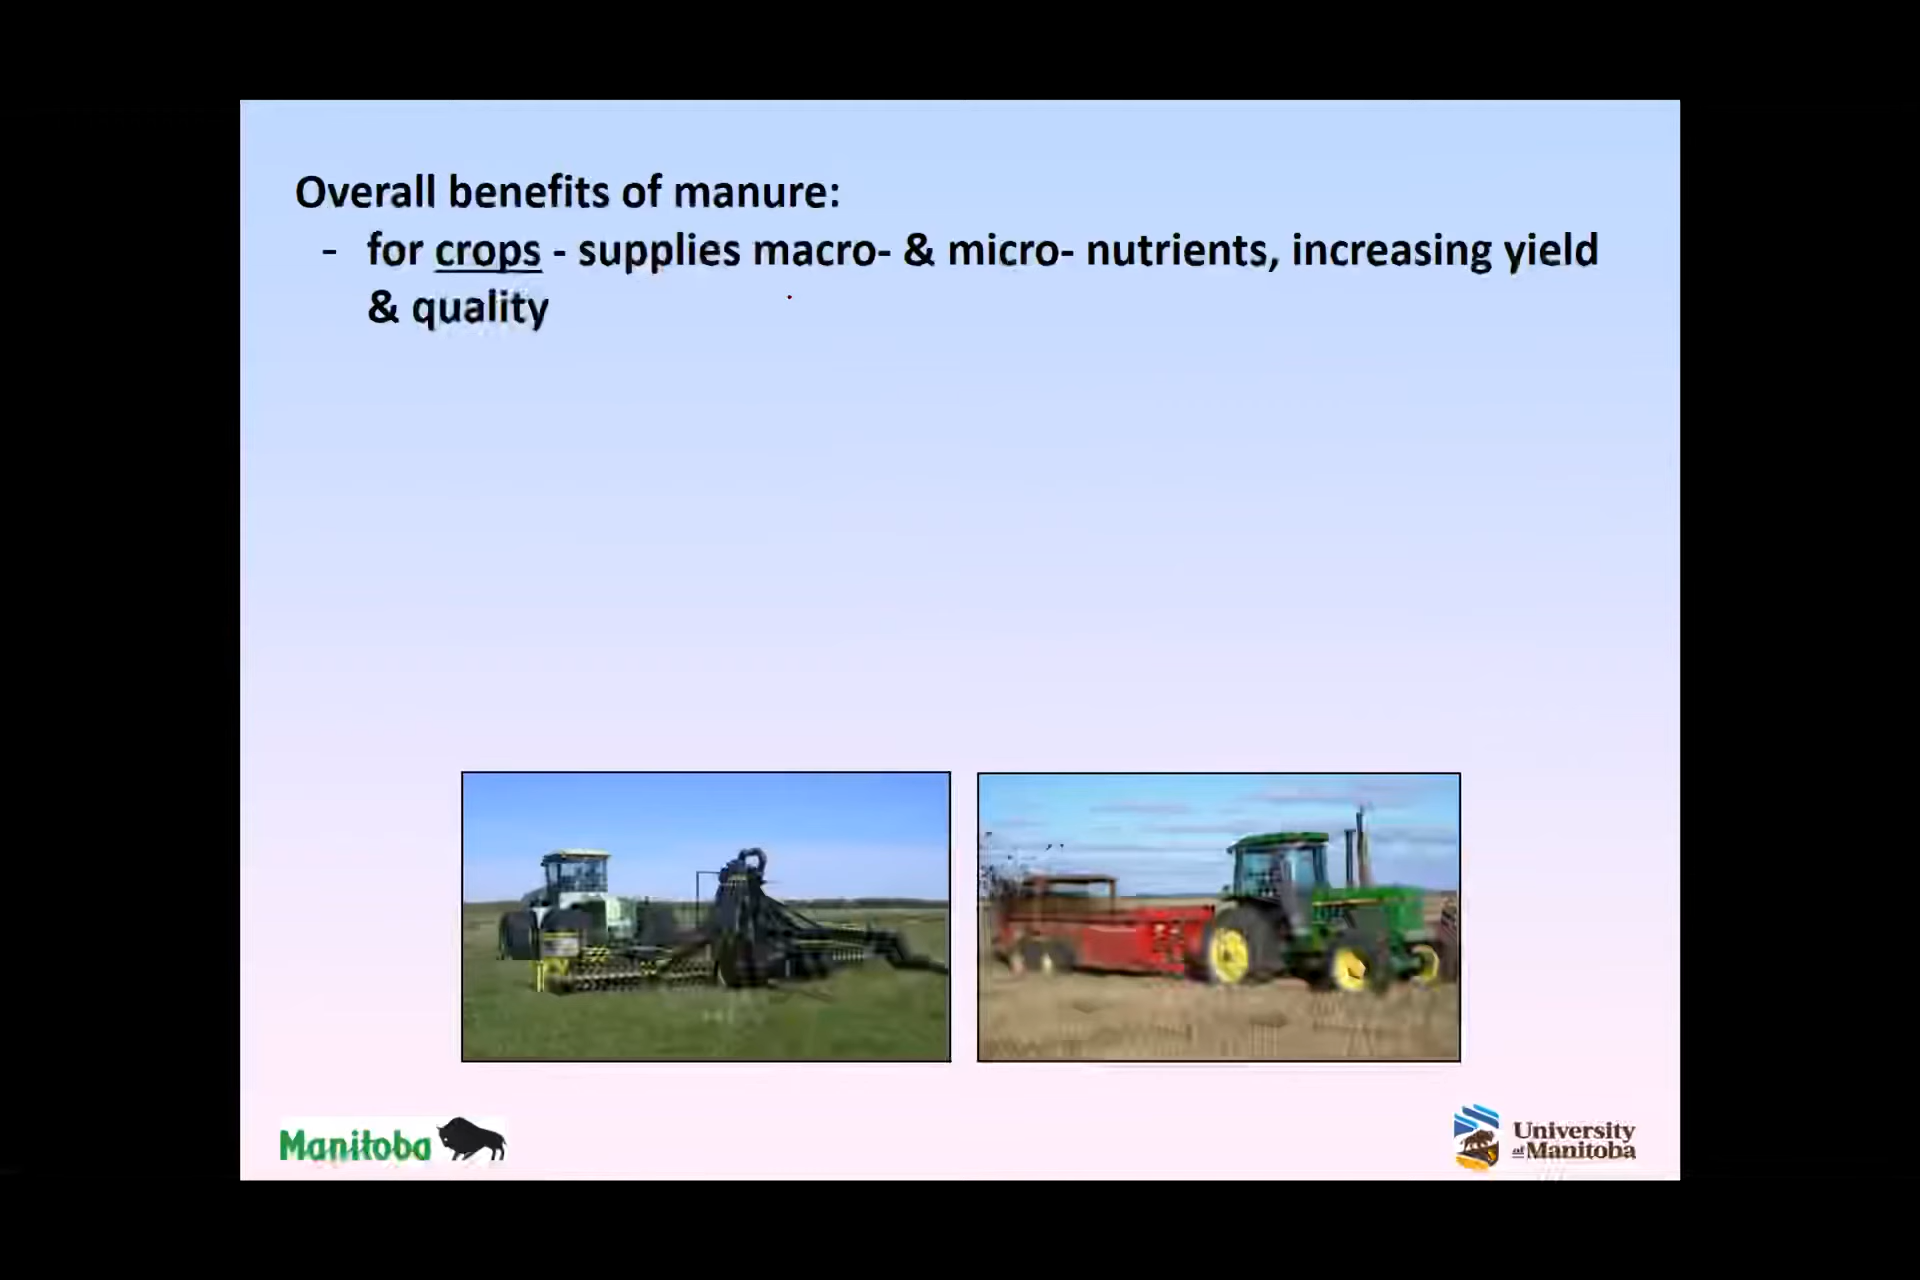 Overall benefits of manure:
- for crops - supplies macro- & micro- nutrients, increasing yield
& quality
Manitoba
University
of Manitoba